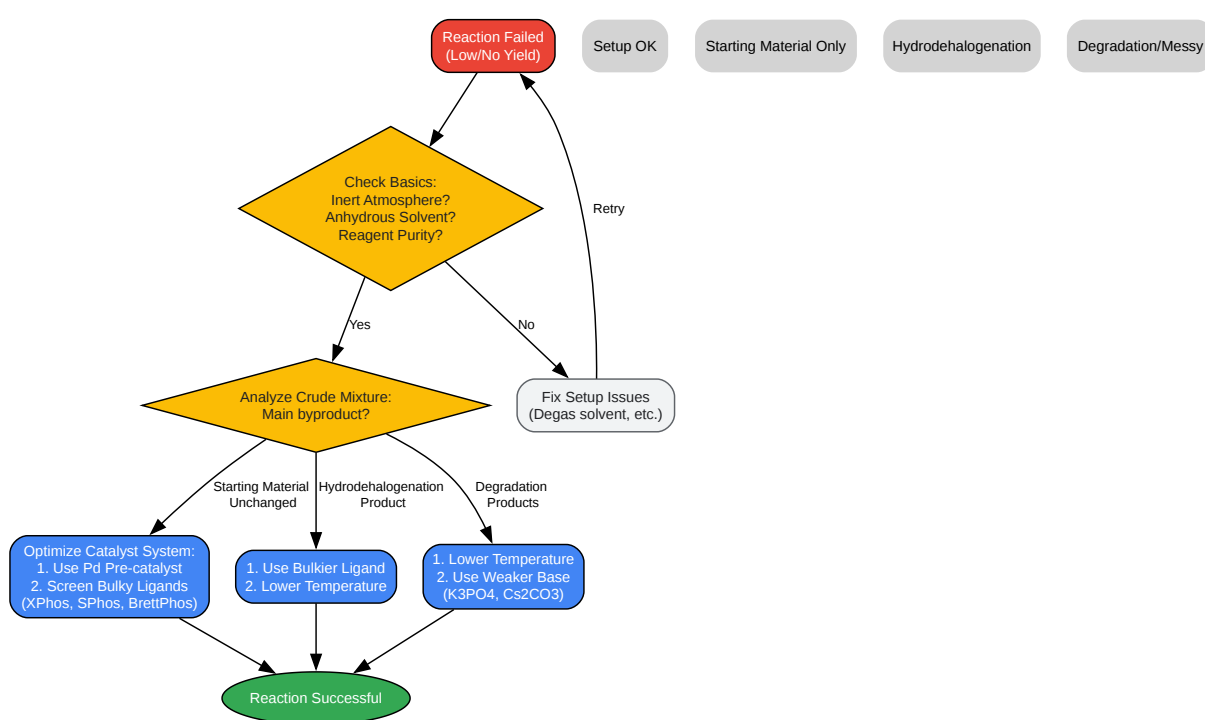 Reaction Failed
(Low/No Yield)
Setup OK
Starting Material Only
Hydrodehalogenation
Degradation/Messy
Check Basics:
Inert Atmosphere?
Anhydrous Solvent?
Reagent Purity?
Retry
Yes
No
Analyze Crude Mixture:
Main byproduct?
Fix Setup Issues
(Degas solvent, etc.)
Starting Material
Unchanged
Hydrodehalogenation
Product
Degradation
Products
Optimize Catalyst System:
1. Use Pd Pre-catalyst
2. Screen Bulky Ligands
(XPhos, SPhos, BrettPhos)
1. Use Bulkier Ligand
2. Lower Temperature
1. Lower Temperature
2. Use Weaker Base
(K3PO4, Cs2CO3)
Reaction Successful